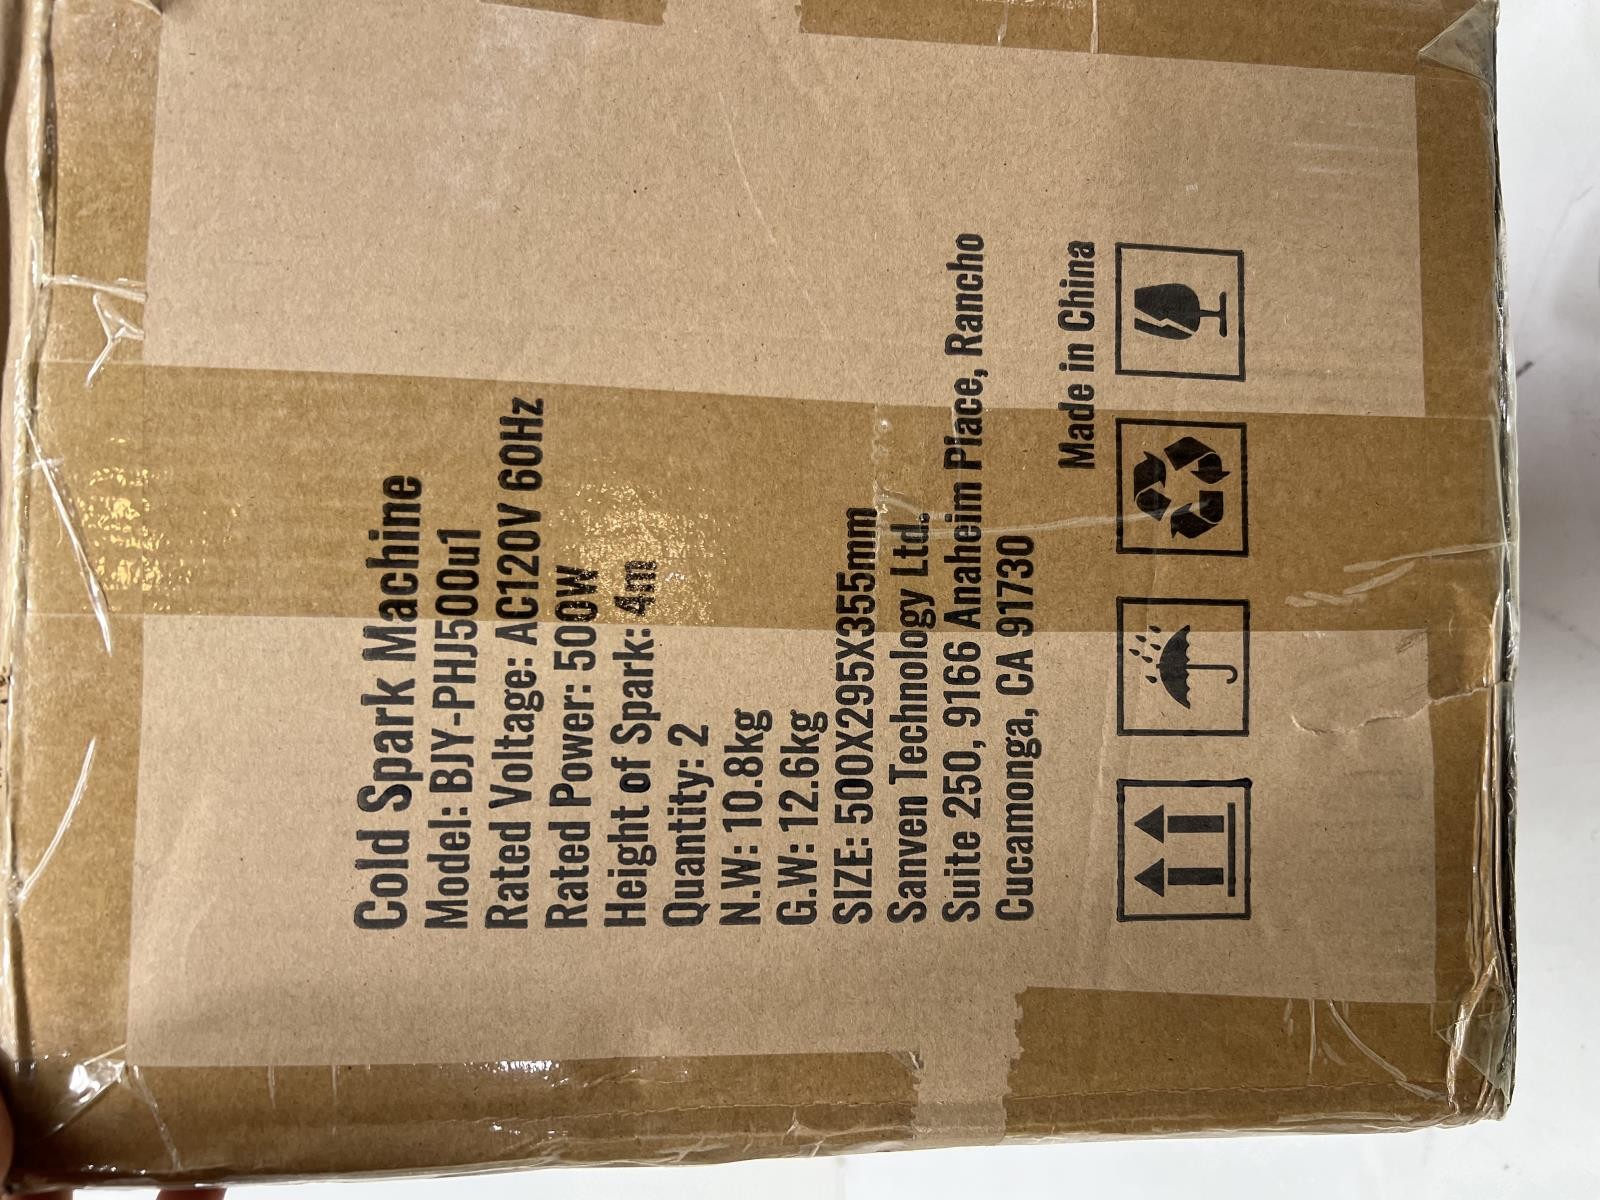 Cold Spark Machine
Model: BJY-PHJ500u1
Rated Voltage: AC120V 60Hz
Rated Power: 500W
Height of Spark: 4m
Quantity: 2
N.W: 10.8kg
G.W: 12.6kg
SIZE: 500X295X355mm
Sanven Technology Ltd.
Suite 250, 9166 Anaheim Place, Rancho
Cucamonga, CA 91730
Made in China